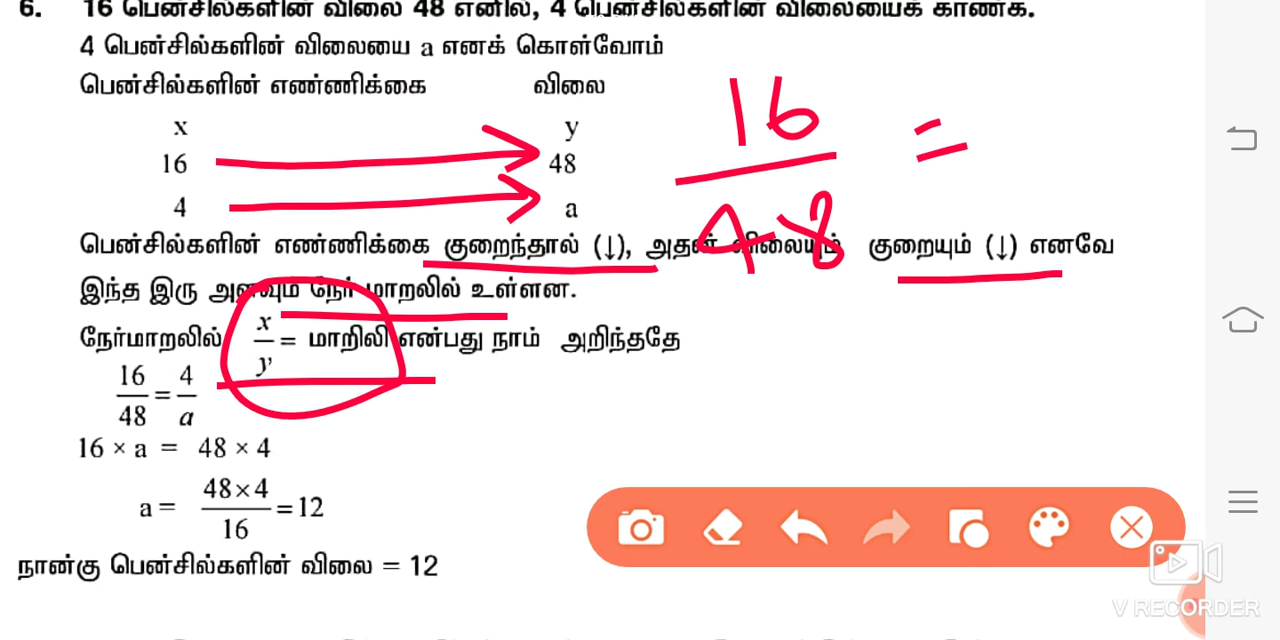 6. 16 பென்சில்களின் விலை 48 எனில், 4 பென்சில்களின் விலையைக் காண்க.
4 பென்சில்களின் விலையை a எனக் கொள்வோம்
பென்சில்களின் எண்ணிக்கை விலை
x y
16 48
4 a
16/48 =
பென்சில்களின் எண்ணிக்கை குறைந்தால் (↓), அதன் விலையும் குறையும் (↓) எனவே
இந்த இரு அளவும் நேர் மாறலில் உள்ளன.
நேர்மாறலில் x/y = மாறிலி என்பது நாம் அறிந்ததே
16/48 = 4/a
16 × a = 48 × 4
a = 48×4/16 = 12
நான்கு பென்சில்களின் விலை = 12
V RECORDER